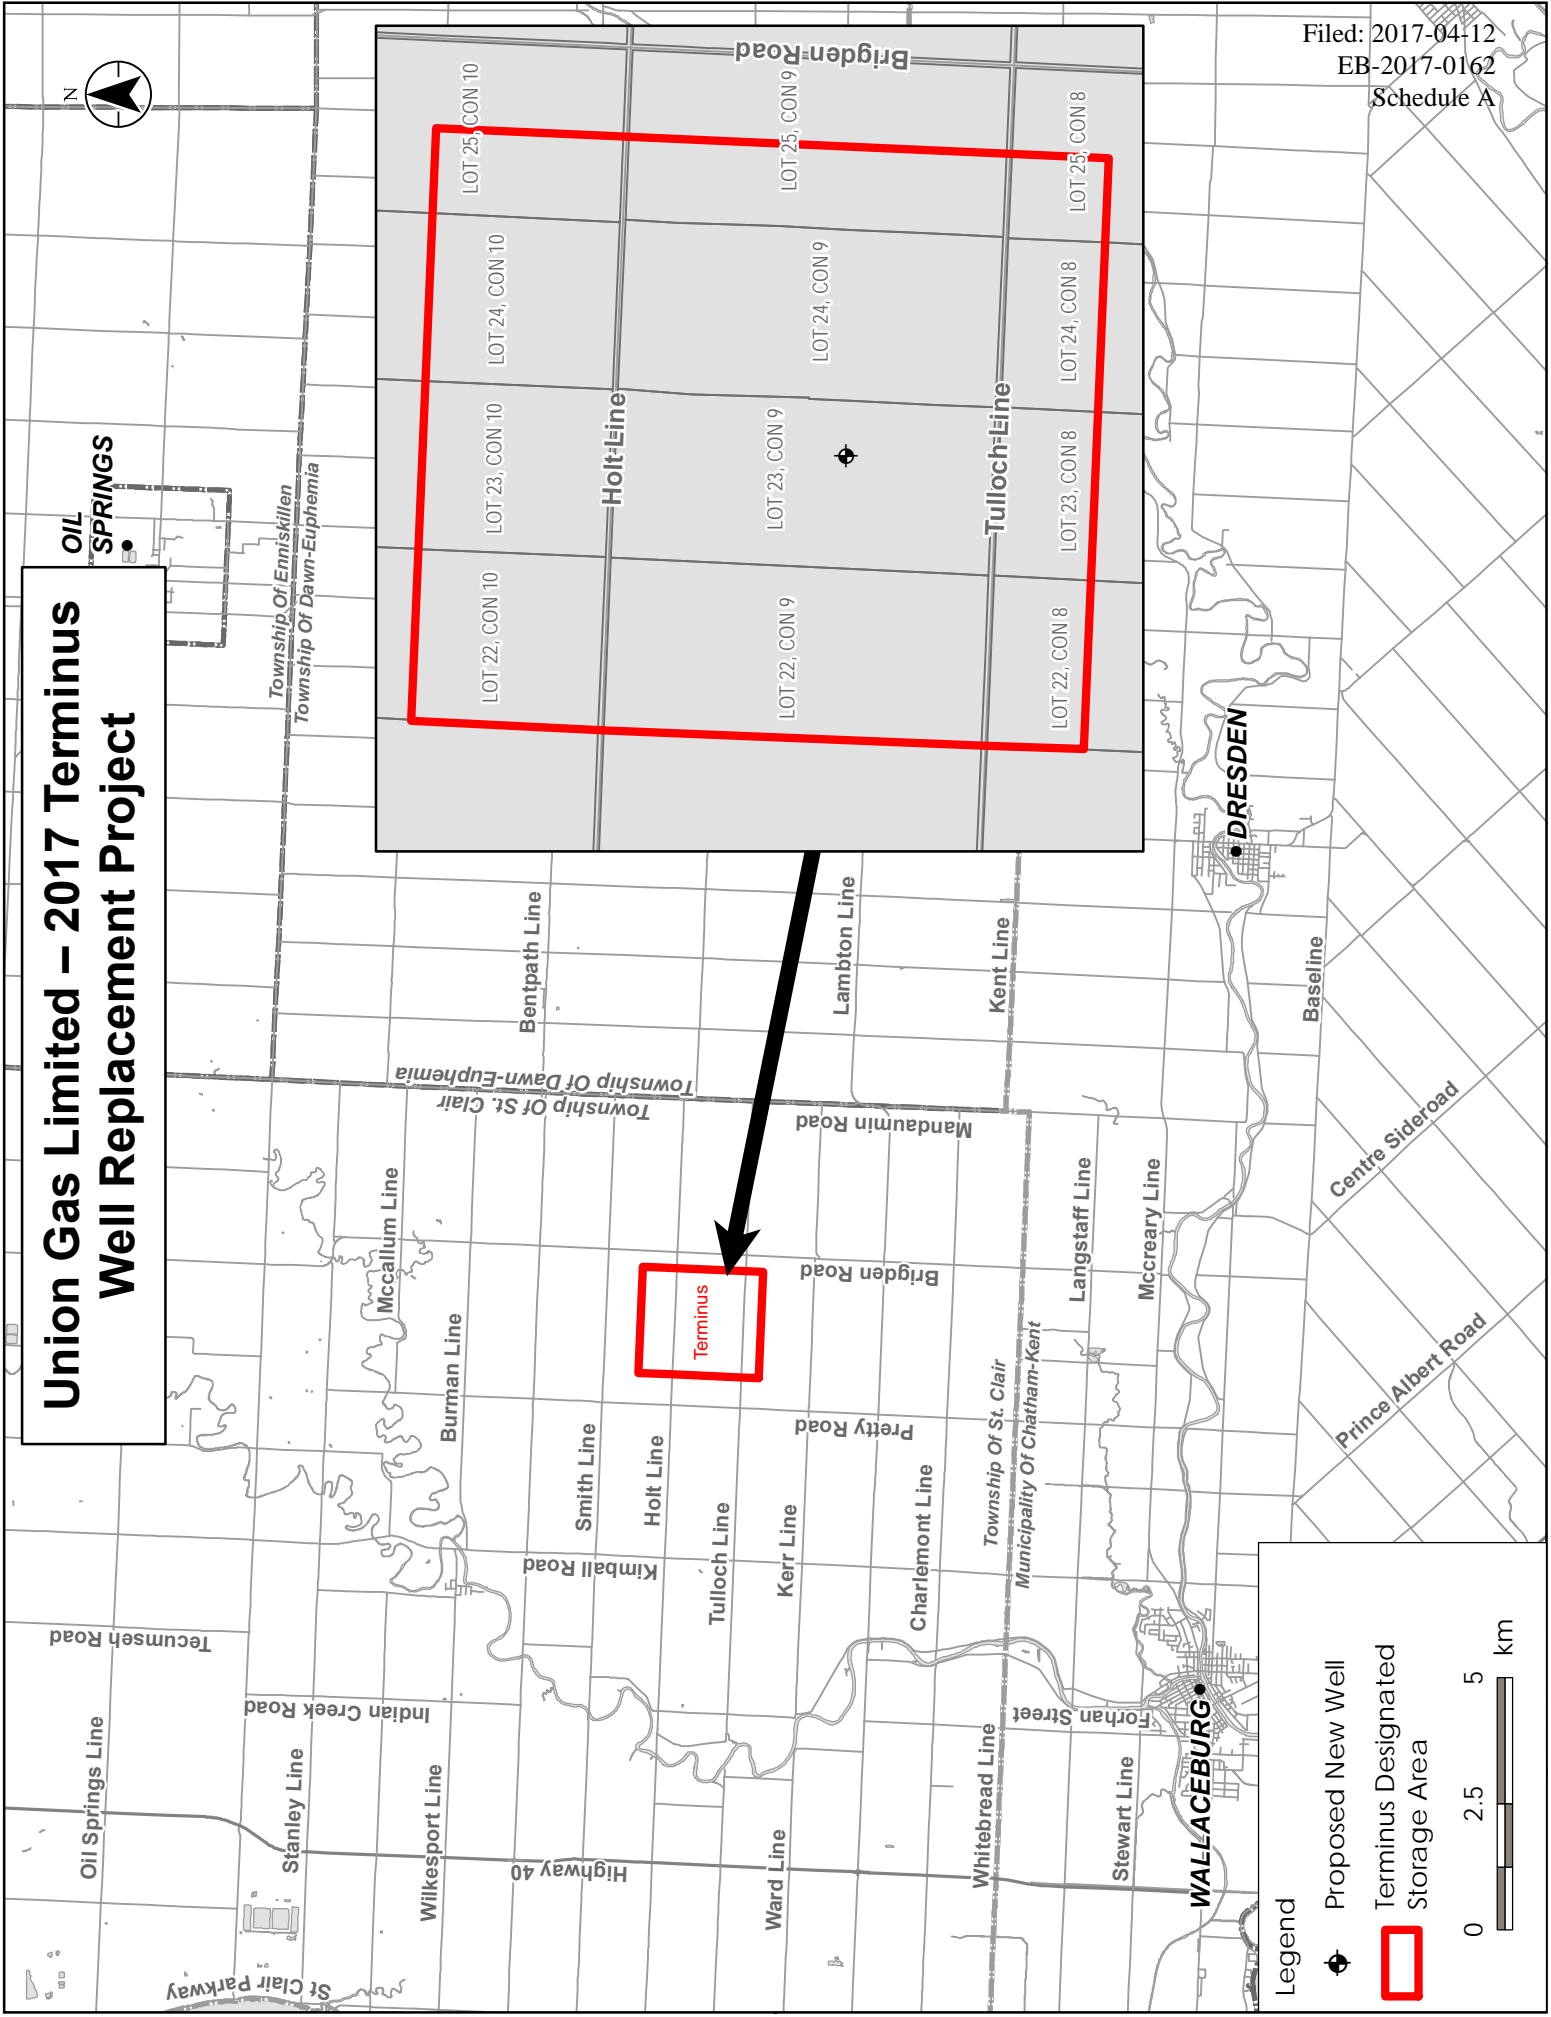 Filed: 2017-04-12
EB-2017-0162
Schedule A
Union Gas Limited – 2017 Terminus
Well Replacement Project
N
OIL
SPRINGS
Township Of Enniskillen
Township Of Dawn-Euphemia
LOT 22, CON 10
LOT 23, CON 10
LOT 24, CON 10
LOT 25, CON 10
Holt Line
Brigden Road
LOT 22, CON 9
LOT 23, CON 9
LOT 24, CON 9
LOT 25, CON 9
Tulloch Line
LOT 22, CON 8
LOT 23, CON 8
LOT 24, CON 8
LOT 25, CON 8
Oil Springs Line
Tecumseh Road
St Clair Parkway
Stanley Line
Indian Creek Road
Mccallum Line
Wilkesport Line
Burman Line
Township Of St. Clair
Township Of Dawn-Euphemia
Bentpath Line
Highway 40
Kimball Road
Smith Line
Holt Line
Terminus
Tulloch Line
Ward Line
Kerr Line
Pretty Road
Brigden Road
Mandaumin Road
Lambton Line
Charlemont Line
Whitebread Line
Township Of St. Clair
Municipality Of Chatham-Kent
Kent Line
Forhan Street
Langstaff Line
Stewart Line
Mccreary Line
WALLACEBURG
DRESDEN
Baseline
Centre Sideroad
Prince Albert Road
Legend
Proposed New Well
Terminus Designated
Storage Area
0 2.5 5
km